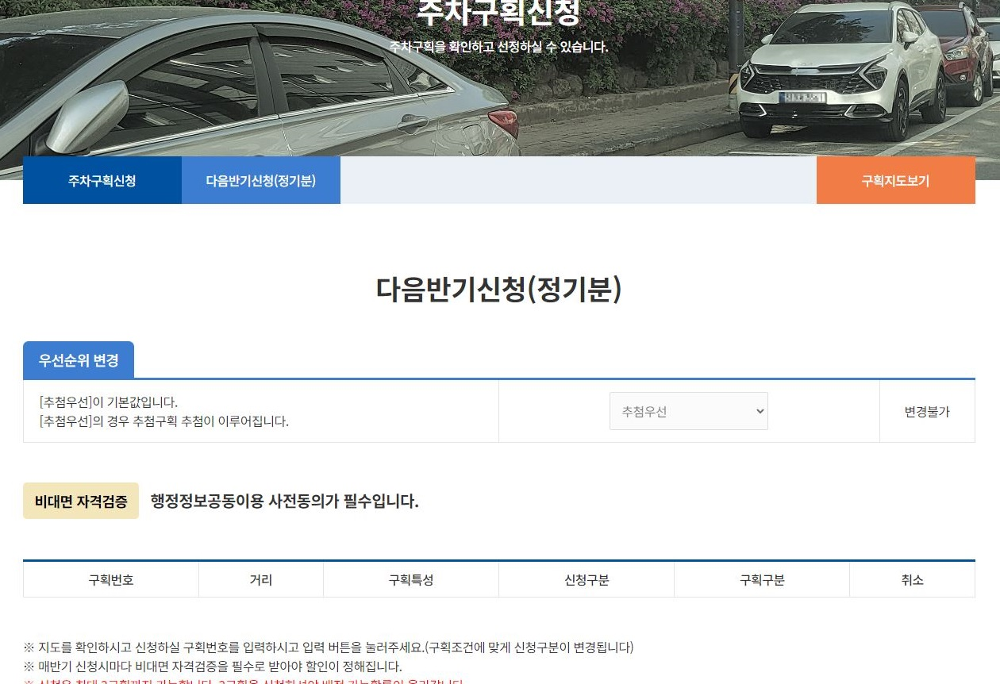 주차구획신청
주차구획을 확인하고 선정하실 수 있습니다.
주차구획신청
다음반기신청(정기분)
구획지도보기
다음반기신청(정기분)
우선순위 변경
[추첨우선]이 기본값입니다.
[추첨우선]의 경우 추첨구획 추첨이 이루어집니다.
추첨우선
변경불가
비대면 자격검증 행정정보공동이용 사전동의가 필수입니다.
구획번호 거리 구획특성 신청구분 구획구분 취소
※ 지도를 확인하시고 신청하실 구획번호를 입력하시고 입력 버튼을 눌러주세요.(구획조건에 맞게 신청구분이 변경됩니다)
※ 매반기 신청시마다 비대면 자격검증을 필수로 받아야 할인이 정해집니다.